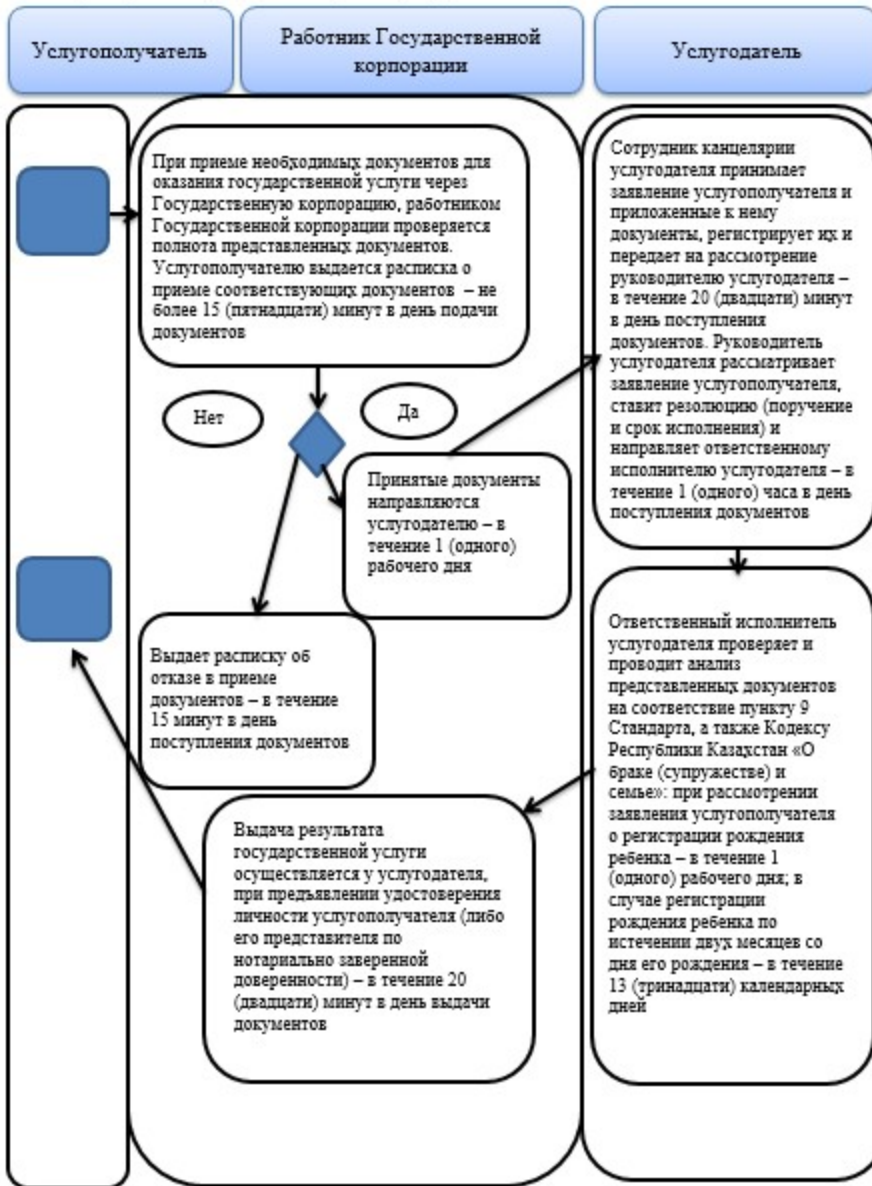 Услугополучатель
Работник Государственной
корпорации
Услугодатель
При приеме необходимых документов для
оказания государственной услуги через
Государственную корпорацию, работником
Государственной корпорации проверяется
полнота представленных документов.
Услугополучателю выдается расписка о
приеме соответствующих документов – не
более 15 (пятнадцати) минут в день подачи
документов
Нет
Да
Принятые документы
направляются
услугодателю – в
течение 1 (одного)
рабочего дня
Выдает расписку об
отказе в приеме
документов – в течение
15 минут в день
поступления документов
Выдача результата
государственной услуги
осуществляется у услугодателя,
при предъявлении удостоверения
личности услугополучателя (либо
его представителя по
нотариально заверенной
доверенности) – в течение 20
(двадцати) минут в день выдачи
документов
Сотрудник канцелярии
услугодателя принимает
заявление услугополучателя и
приложенные к нему
документы, регистрирует их и
передает на рассмотрение
руководителю услугодателя –
в течение 20 (двадцати) минут
в день поступления
документов. Руководитель
услугодателя рассматривает
заявление услугополучателя,
ставит резолюцию (поручение
и срок исполнения) и
направляет ответственному
исполнителю услугодателя – в
течение 1 (одного) часа в день
поступления документов
Ответственный исполнитель
услугодателя проверяет и
проводит анализ
представленных документов
на соответствие пункту 9
Стандарта, а также Кодексу
Республики Казахстан «О
браке (супружестве) и
семье»: при рассмотрении
заявления услугополучателя
о регистрации рождения
ребенка – в течение 1
(одного) рабочего дня; в
случае регистрации
рождения ребенка по
истечении двух месяцев со
дня его рождения – в течение
13 (тринадцати) календарных
дней